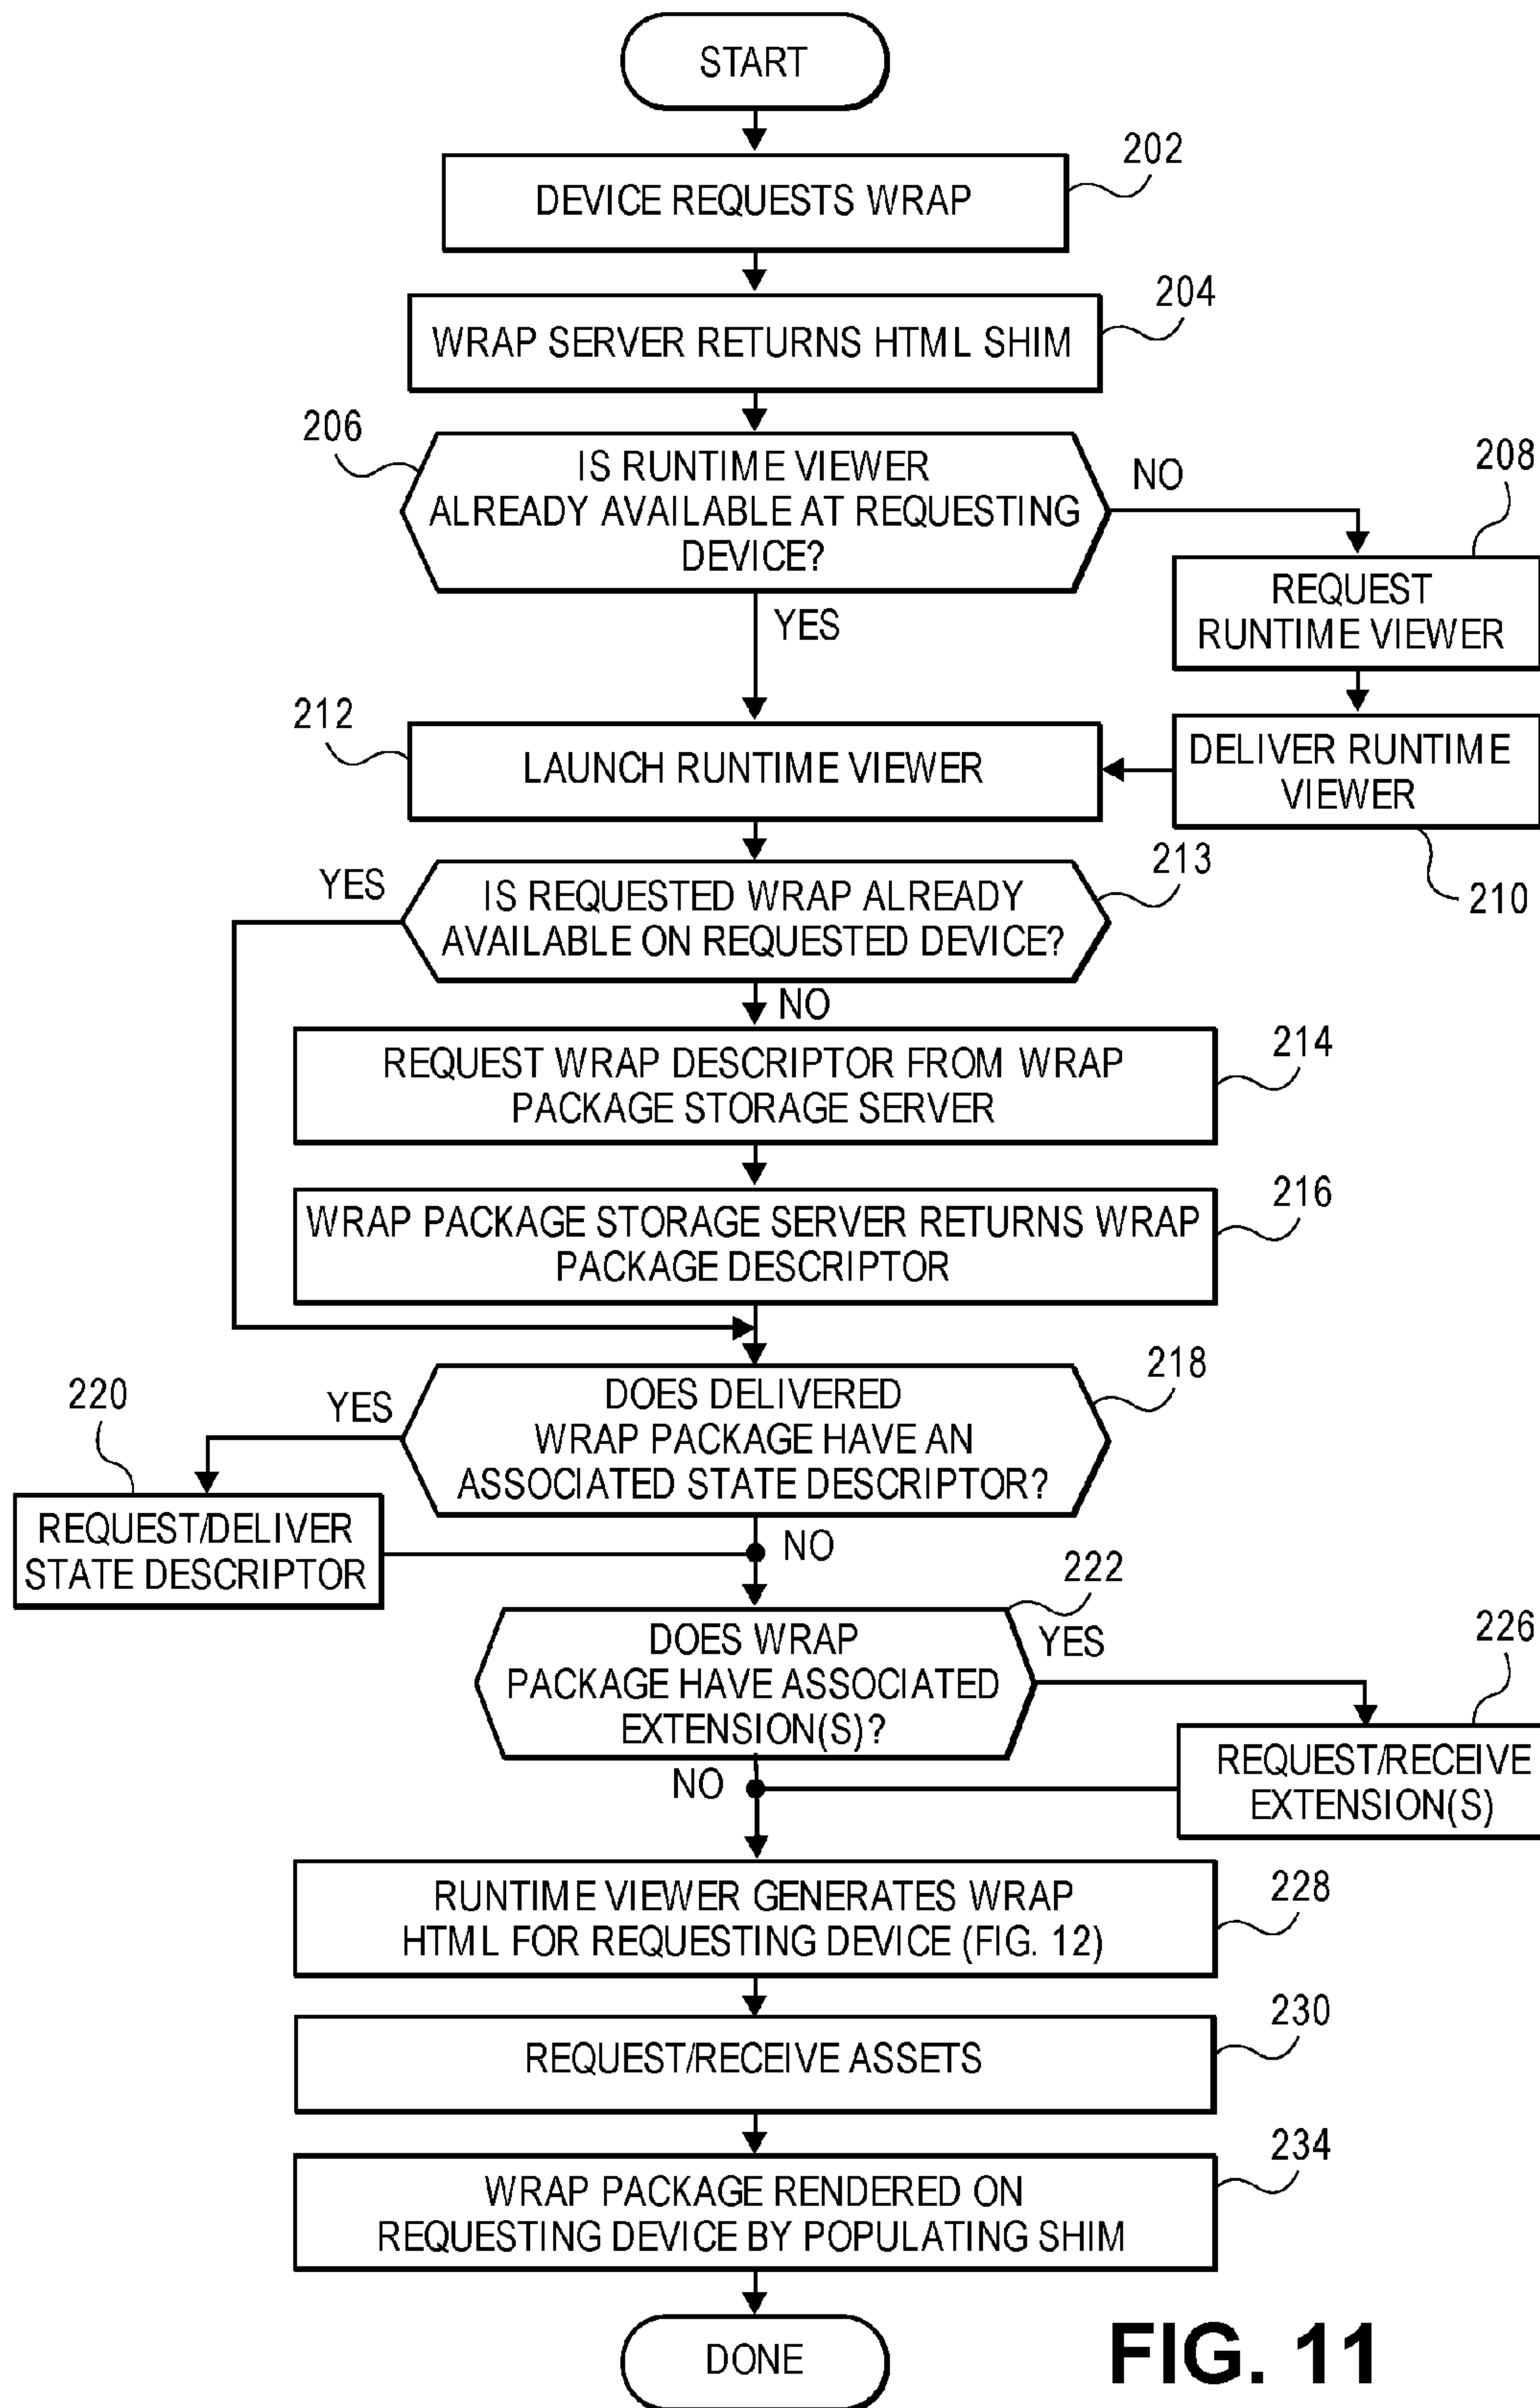 START
202
DEVICE REQUESTS WRAP
204
WRAP SERVER RETURNS HTML SHIM
206
IS RUNTIME VIEWER
ALREADY AVAILABLE AT REQUESTING
DEVICE?
NO
208
REQUEST
RUNTIME VIEWER
YES
212
LAUNCH RUNTIME VIEWER
DELIVER RUNTIME
VIEWER
210
213
YES
IS REQUESTED WRAP ALREADY
AVAILABLE ON REQUESTED DEVICE?
NO
214
REQUEST WRAP DESCRIPTOR FROM WRAP
PACKAGE STORAGE SERVER
216
WRAP PACKAGE STORAGE SERVER RETURNS WRAP
PACKAGE DESCRIPTOR
218
DOES DELIVERED
WRAP PACKAGE HAVE AN
ASSOCIATED STATE DESCRIPTOR?
YES
220
REQUEST/DELIVER
STATE DESCRIPTOR
NO
222
DOES WRAP
PACKAGE HAVE ASSOCIATED
EXTENSION(S)?
YES
226
REQUEST/RECEIVE
EXTENSION(S)
NO
228
RUNTIME VIEWER GENERATES WRAP
HTML FOR REQUESTING DEVICE (FIG. 12)
230
REQUEST/RECEIVE ASSETS
234
WRAP PACKAGE RENDERED ON
REQUESTING DEVICE BY POPULATING SHIM
DONE
FIG. 11